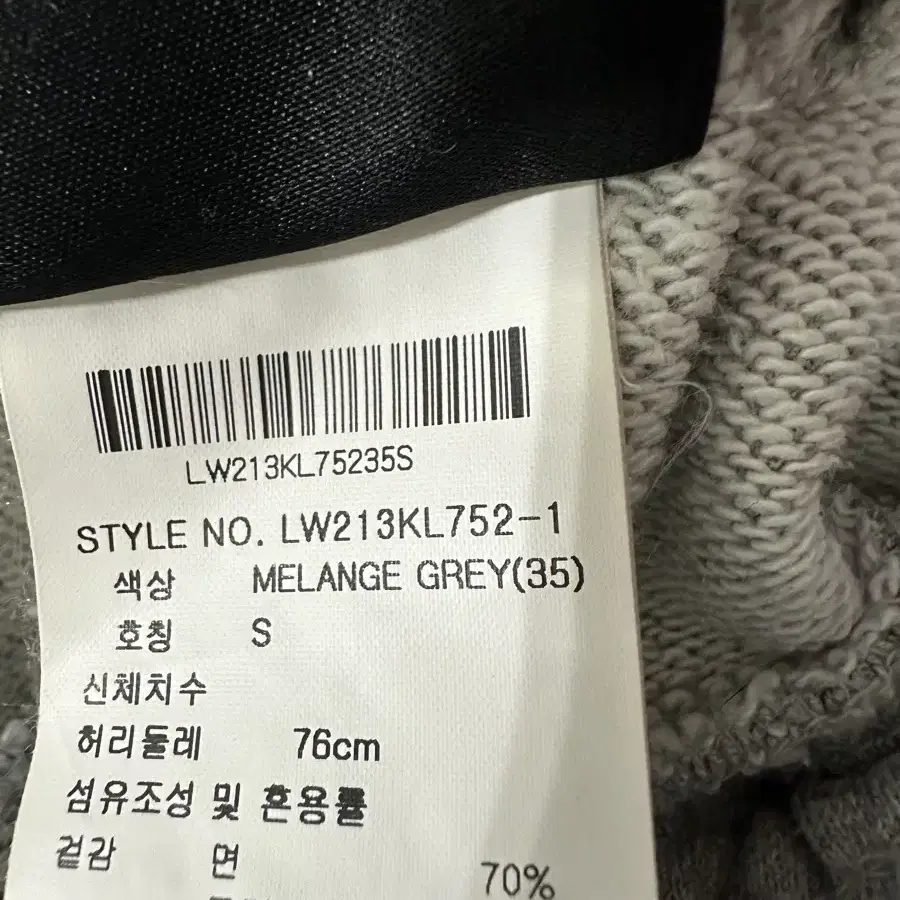 LW213KL75235S
STYLE NO. LW213KL752-1
색상 MELANGE GREY(35)
호칭 S
신체치수
허리둘레 76cm
섬유조성 및 혼용률
겉감 면 70%